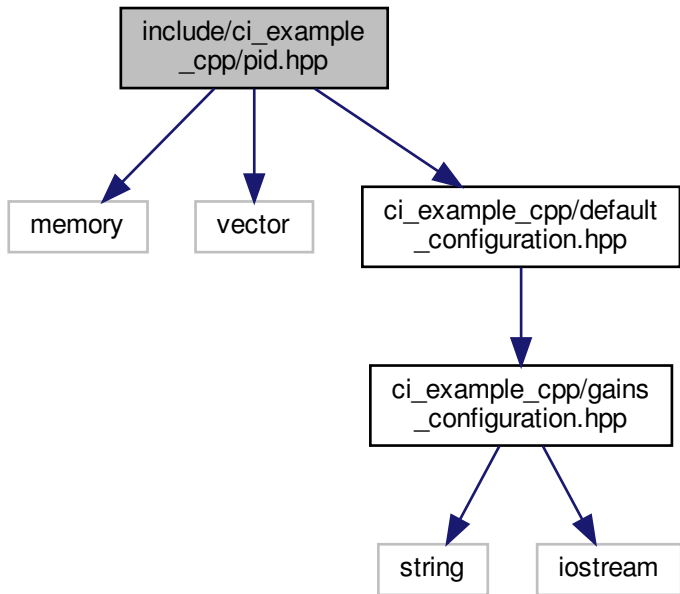 include/ci_example
_cpp/pid.hpp
memory
vector
ci_example_cpp/default
_configuration.hpp
ci_example_cpp/gains
_configuration.hpp
string
iostream